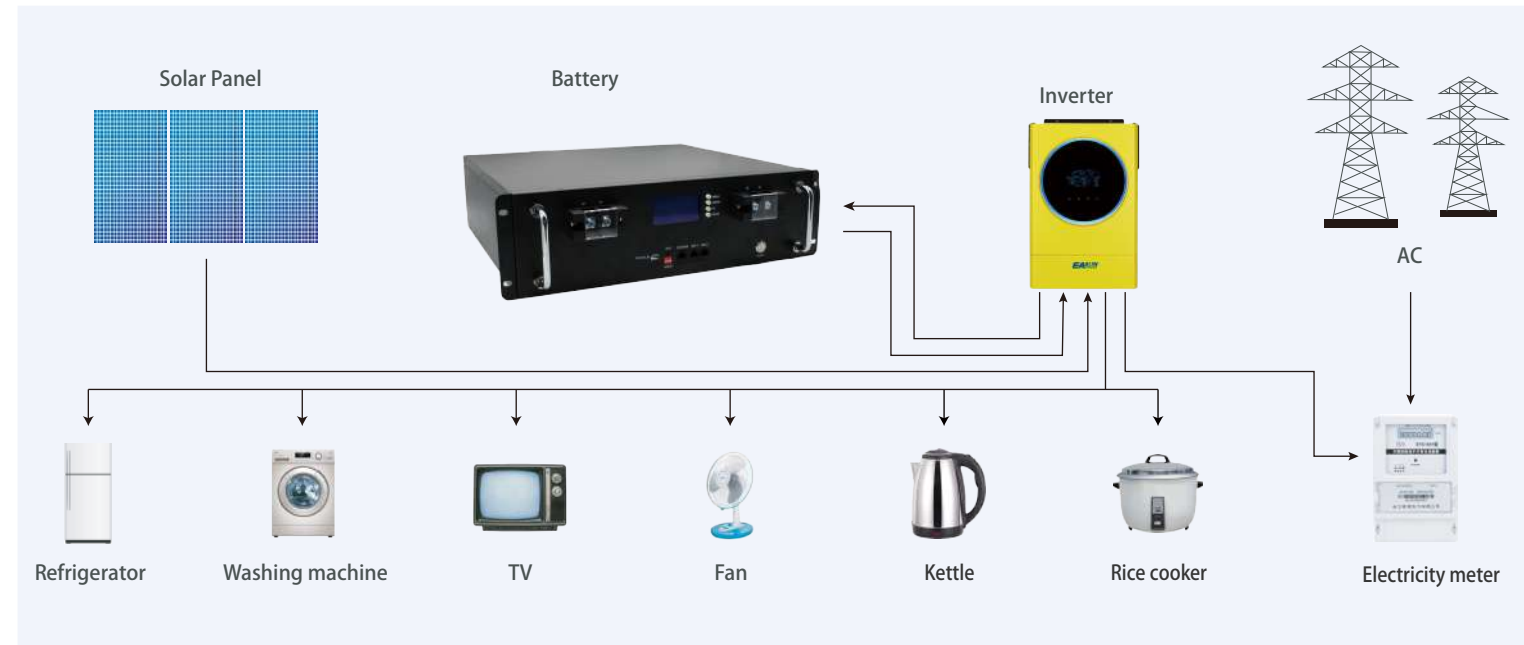 Solar Panel
Battery
Inverter
AC
Refrigerator
Washing machine
TV
Fan
Kettle
Rice cooker
Electricity meter